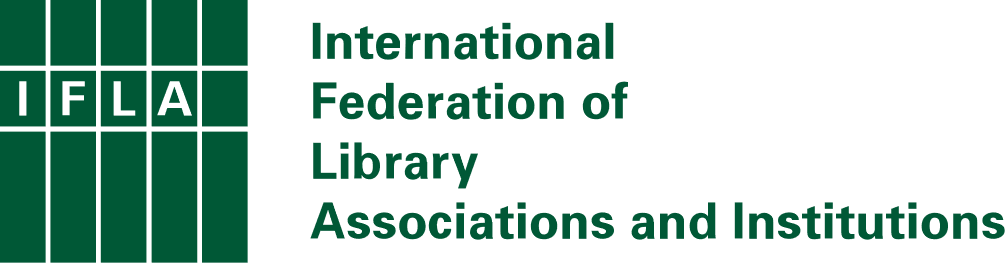 IFLA
International
Federation of
Library
Associations and Institutions